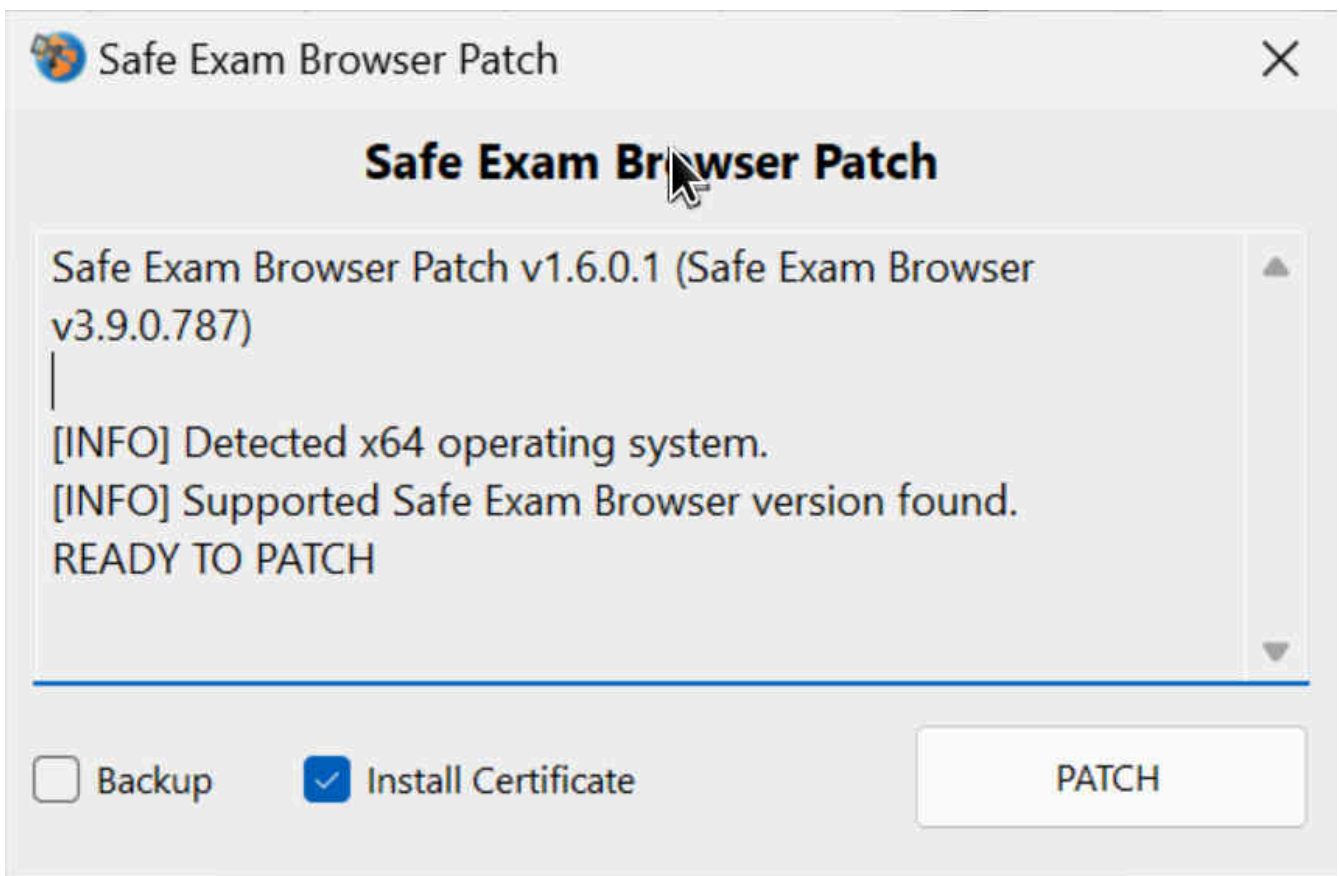 Safe Exam Browser Patch
Safe Exam Browser Patch
Safe Exam Browser Patch v1.6.0.1 (Safe Exam Browser
v3.9.0.787)
[INFO] Detected x64 operating system.
[INFO] Supported Safe Exam Browser version found.
READY TO PATCH
Backup
Install Certificate
PATCH